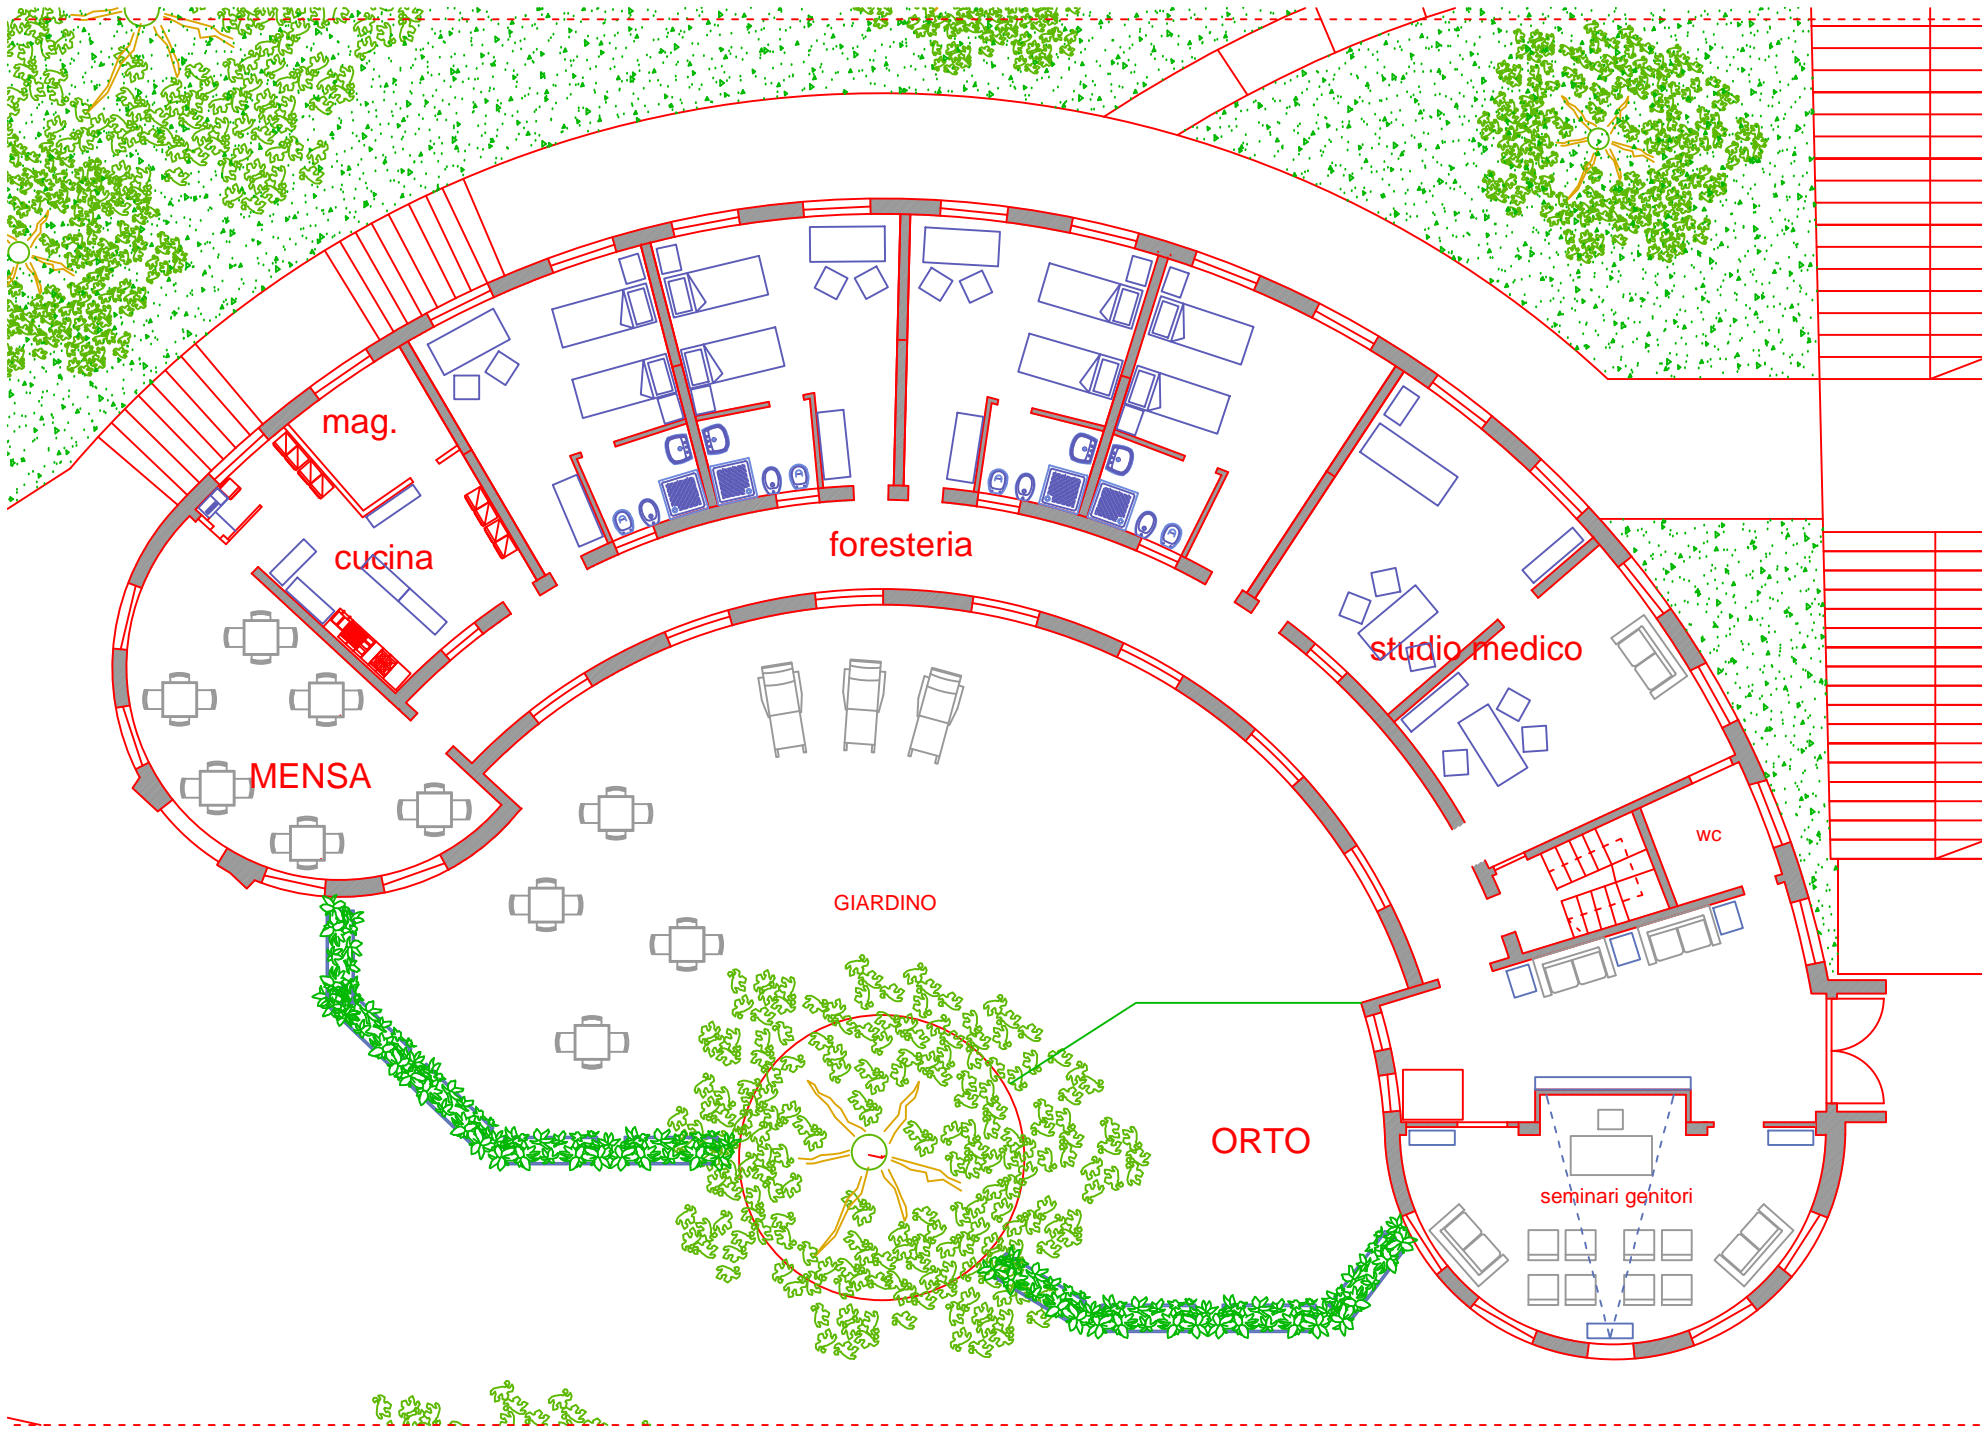 mag.
cucina
foresteria
studio medico
MENSA
wc
GIARDINO
ORTO
seminari genitori